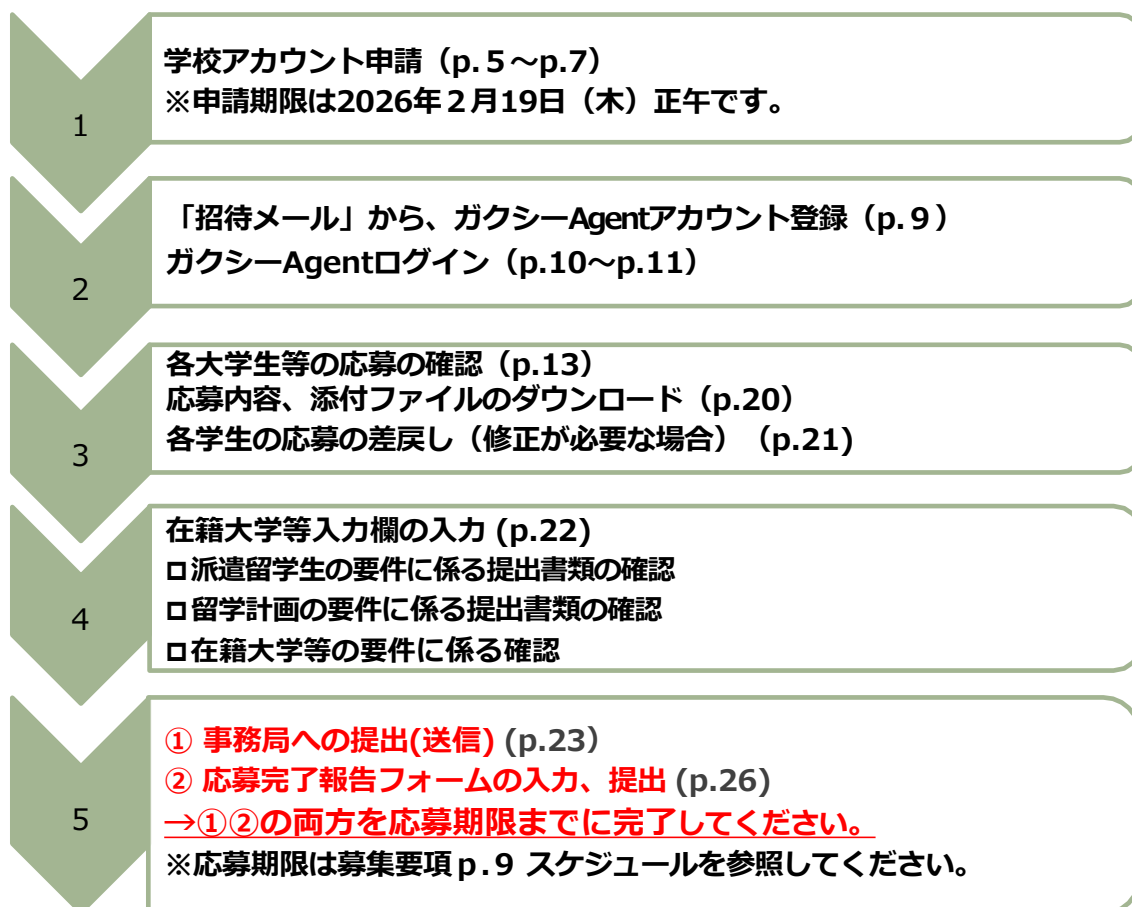 1
学校アカウント申請（p.５～p.7）
※申請期限は2026年２月19日（木）正午です。
2
「招待メール」から、ガクシーAgentアカウント登録（p.９）
ガクシーAgentログイン（p.10～p.11）
3
各大学生等の応募の確認（p.13）
応募内容、添付ファイルのダウンロード（p.20）
各学生の応募の差戻し（修正が必要な場合）（p.21)
4
在籍大学等入力欄の入力 (p.22)
□派遣留学生の要件に係る提出書類の確認
□留学計画の要件に係る提出書類の確認
□在籍大学等の要件に係る確認
5
① 事務局への提出(送信) (p.23）
② 応募完了報告フォームの入力、提出 (p.26)
→①②の両方を応募期限までに完了してください。
※応募期限は募集要項ｐ.９ スケジュールを参照してください。